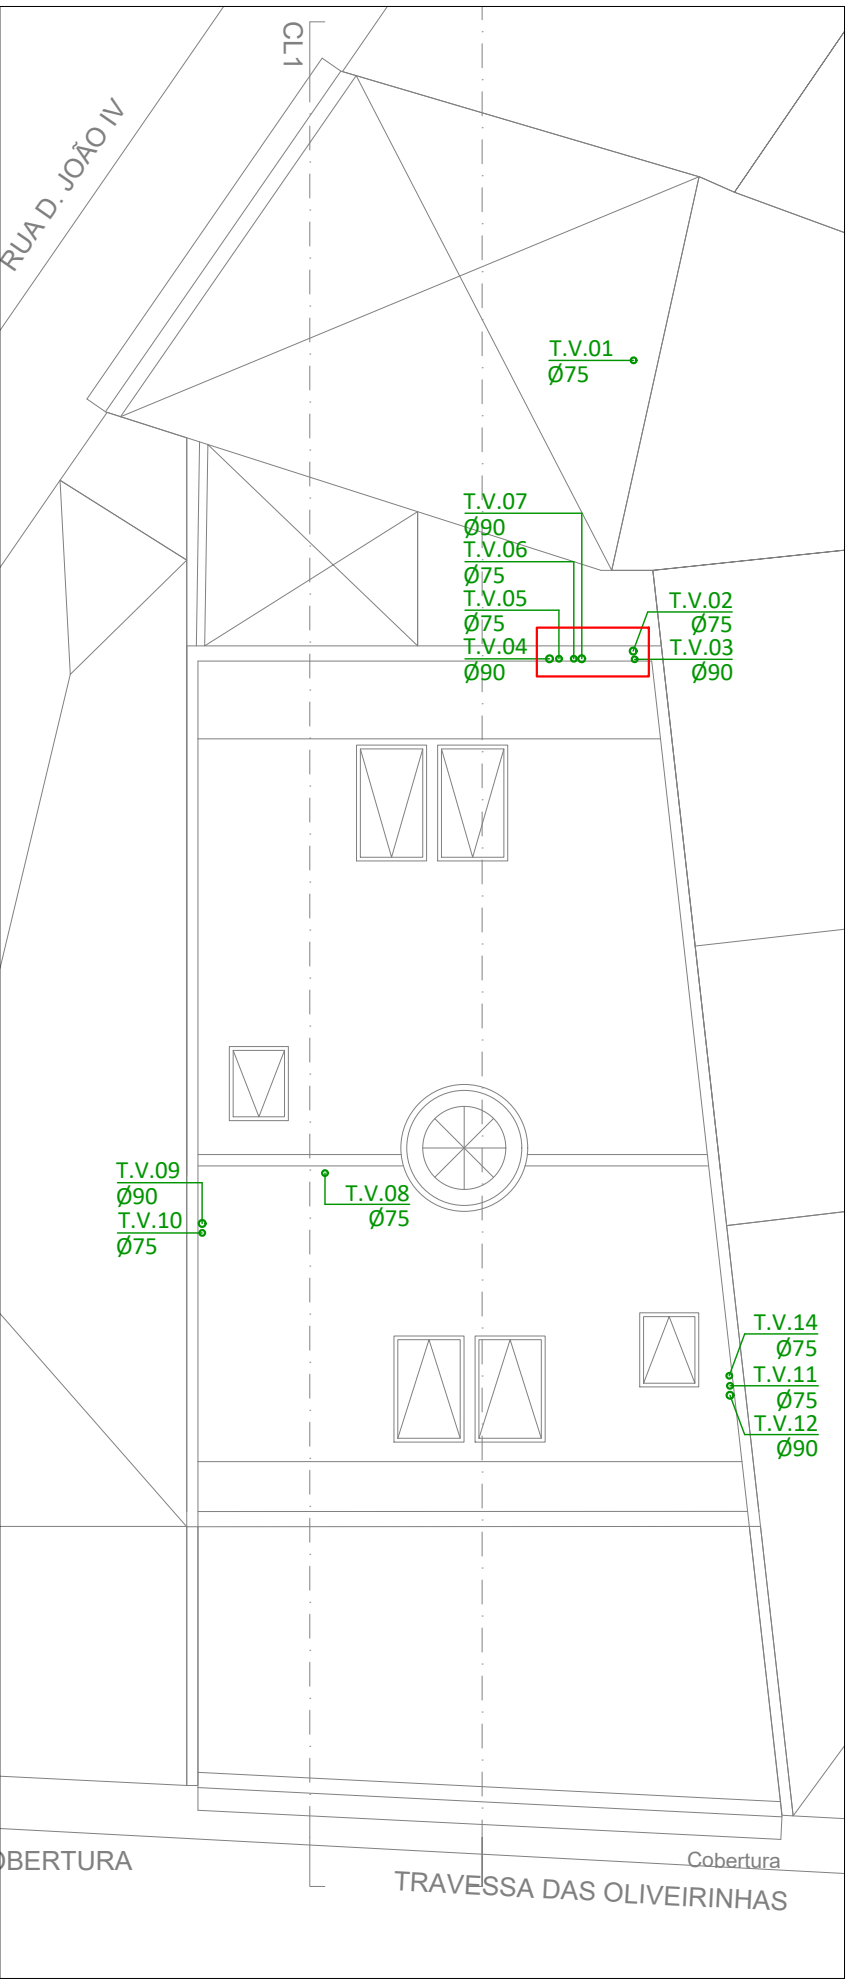 CL1
RUA D. JOÃO IV
T.V.01
Ø75
T.V.07
Ø90
T.V.06
Ø75
T.V.05
Ø75
T.V.04
Ø90
T.V.02
Ø75
T.V.03
Ø90
T.V.09
Ø90
T.V.10
Ø75
T.V.08
Ø75
T.V.14
Ø75
T.V.11
Ø75
T.V.12
Ø90
OBERTURA
Cobertura
TRAVESSA DAS OLIVEIRINHAS